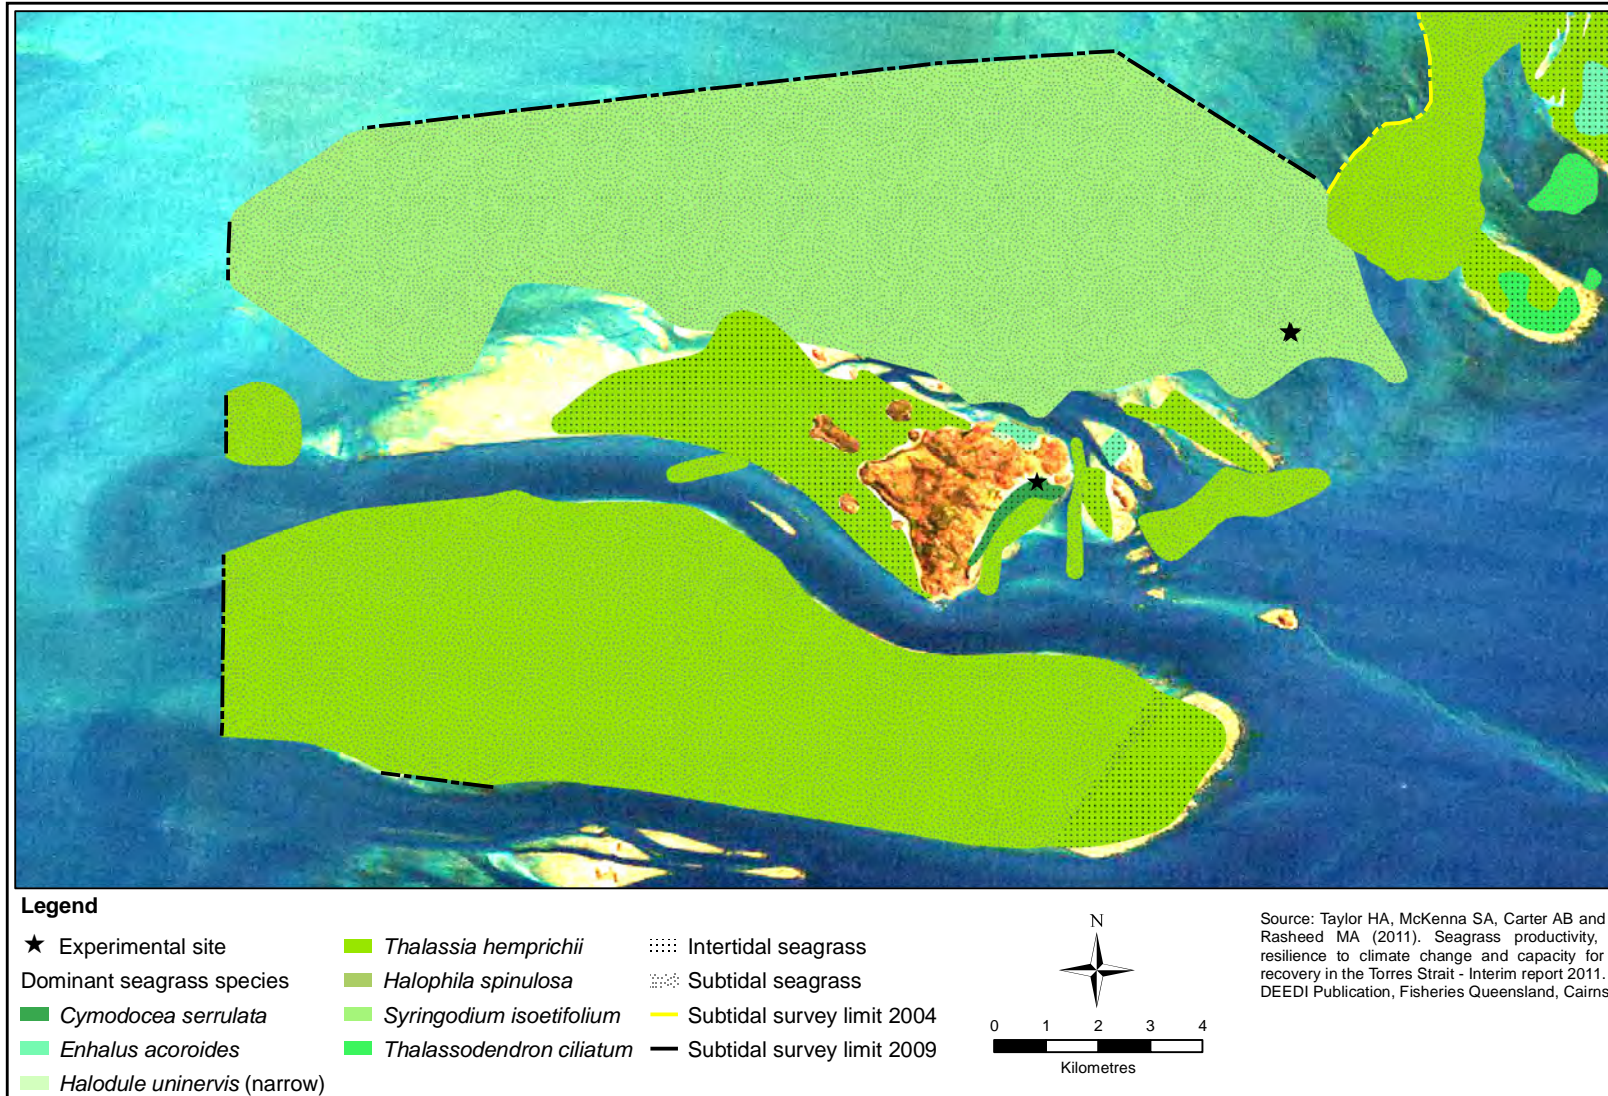 Legend
Experimental site
Dominant seagrass species
Cymodocea serrulata
Enhalus acoroides
Halodule uninervis (narrow)
Thalassia hemprichii
Halophila spinulosa
Syringodium isoetifolium
Thalassodendron ciliatum
Intertidal seagrass
Subtidal seagrass
Subtidal survey limit 2004
Subtidal survey limit 2009
N
0 1 2 3 4
Kilometres
Source: Taylor HA, McKenna SA, Carter AB and
Rasheed MA (2011). Seagrass productivity,
resilience to climate change and capacity for
recovery in the Torres Strait - Interim report 2011.
DEEDI Publication, Fisheries Queensland, Cairns